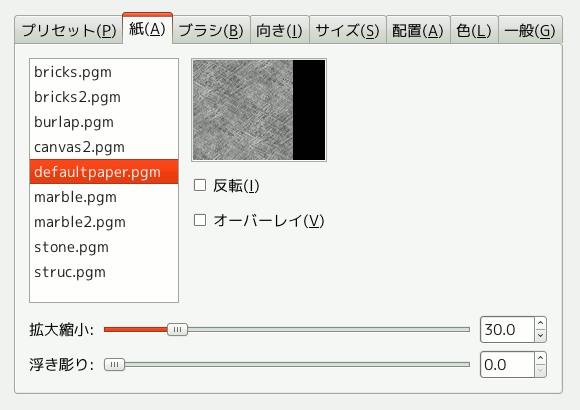 プリセット(P) 紙(A) ブラシ(B) 向き(I) サイズ(S) 配置(A) 色(L) 一般(G)
bricks.pgm
bricks2.pgm
burlap.pgm
canvas2.pgm
defaultpaper.pgm
marble.pgm
marble2.pgm
stone.pgm
struc.pgm
反転(I)
オーバーレイ(V)
拡大縮小: 30.0
浮き彫り: 0.0